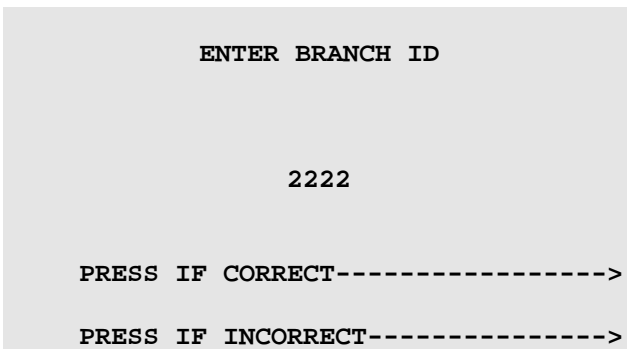 ENTER BRANCH ID
2222
PRESS IF CORRECT----------------->
PRESS IF INCORRECT--------------->